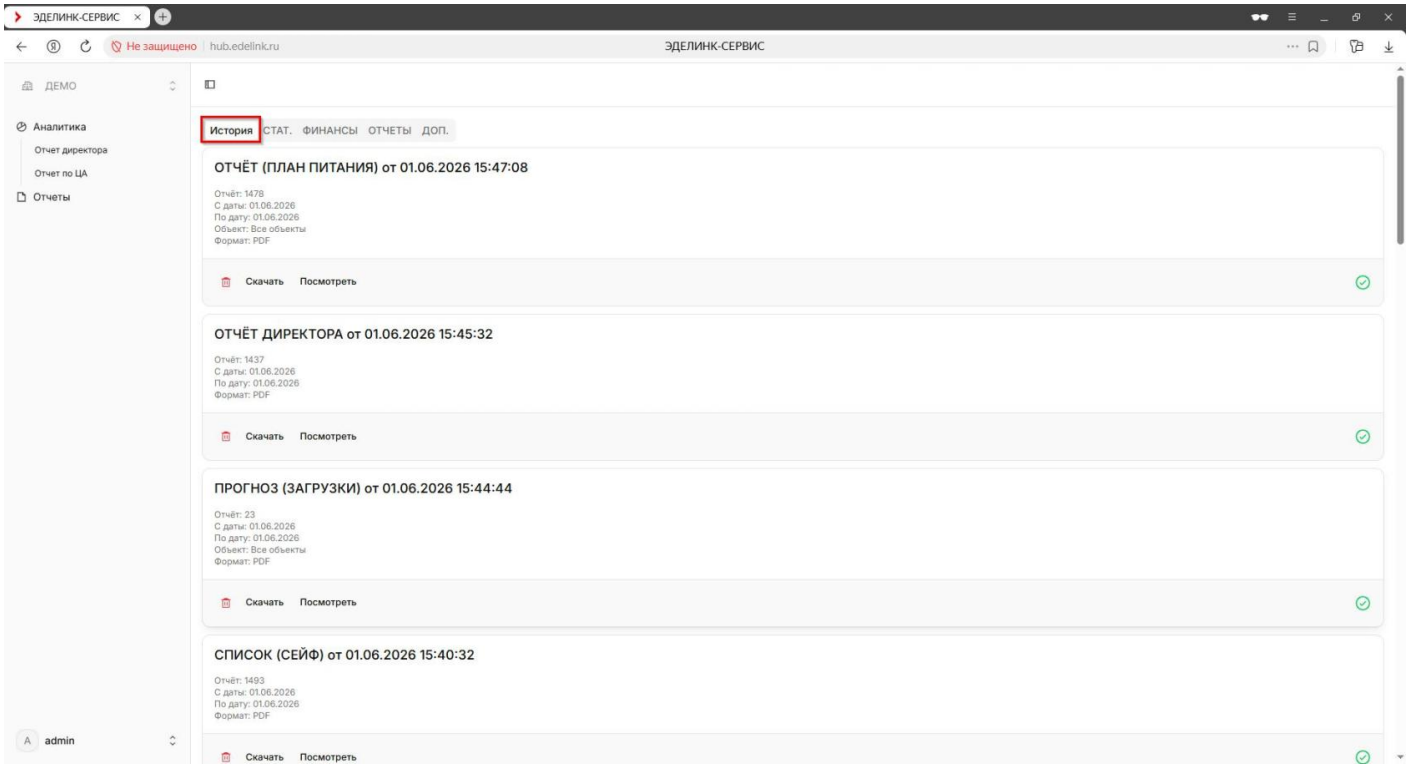 ЭДЕЛИНК-СЕРВИС
Не защищено hub.edelink.ru ЭДЕЛИНК-СЕРВИС
ДЕМО
Аналитика
Отчет директора
Отчет по ЦА
Отчеты
История СТАТ. ФИНАНСЫ ОТЧЕТЫ ДОП.
ОТЧЁТ (ПЛАН ПИТАНИЯ) от 01.06.2026 15:47:08
Отчёт: 1478
С даты: 01.06.2026
По дату: 01.06.2026
Объект: Все объекты
Формат: PDF
Скачать Посмотреть
ОТЧЁТ ДИРЕКТОРА от 01.06.2026 15:45:32
Отчёт: 1437
С даты: 01.06.2026
По дату: 01.06.2026
Формат: PDF
Скачать Посмотреть
ПРОГНОЗ (ЗАГРУЗКИ) от 01.06.2026 15:44:44
Отчёт: 23
С даты: 01.06.2026
По дату: 01.06.2026
Объект: Все объекты
Формат: PDF
Скачать Посмотреть
СПИСОК (СЕЙФ) от 01.06.2026 15:40:32
Отчёт: 1493
С даты: 01.06.2026
По дату: 01.06.2026
Формат: PDF
Скачать Посмотреть
A admin